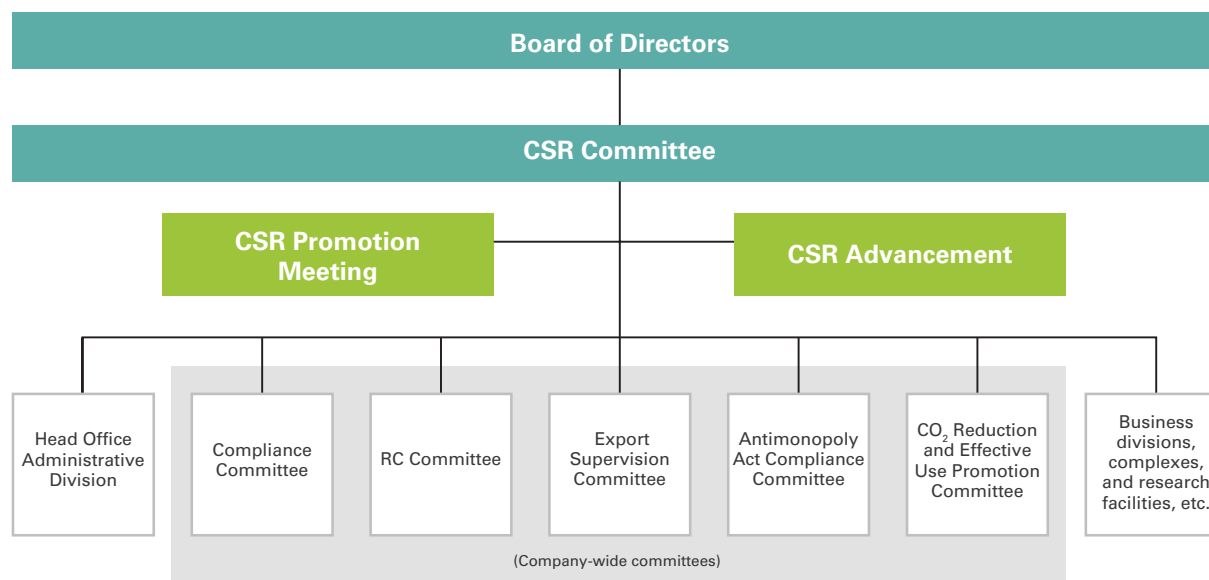 Board of Directors
CSR Committee
CSR Promotion
Meeting
CSR Advancement
Head Office
Administrative
Division
Compliance
Committee
RC Committee
Export
Supervision
Committee
Antimonopoly
Act Compliance
Committee
CO₂ Reduction
and Effective
Use Promotion
Committee
Business
divisions,
complexes,
and research
facilities, etc.
(Company-wide committees)